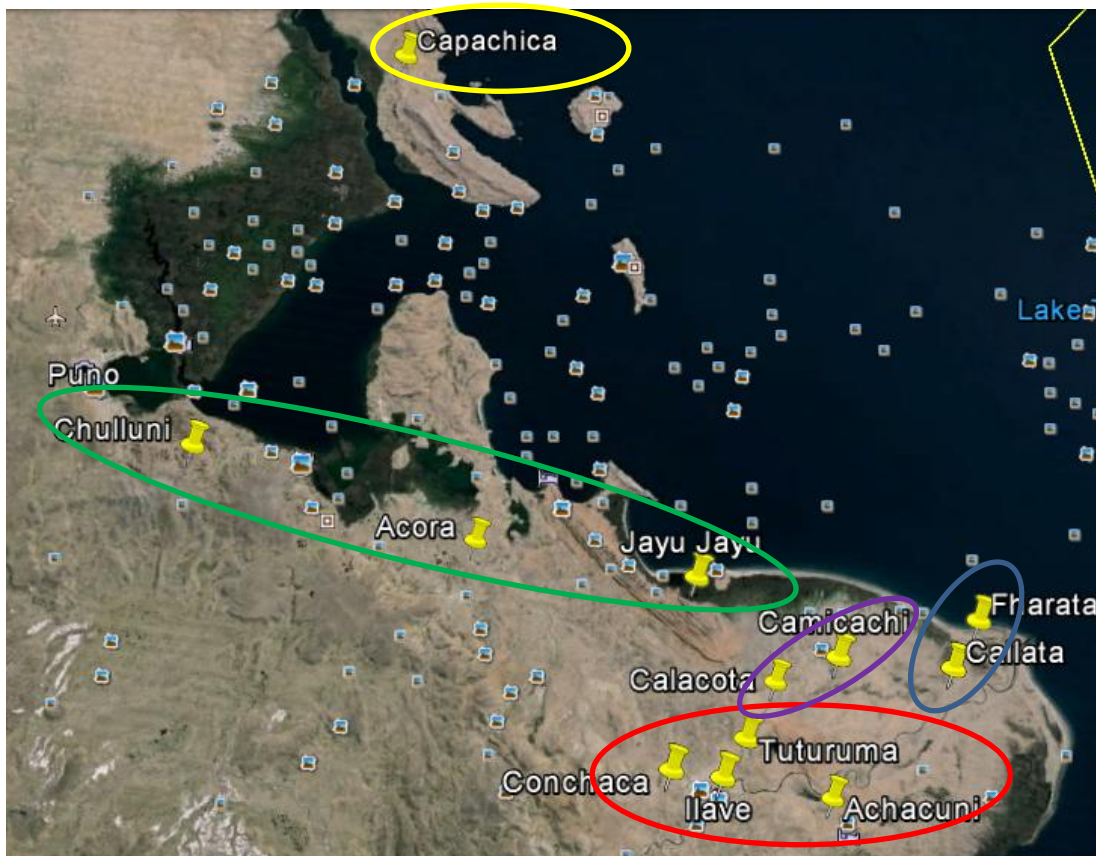 Capachica
Lake
Puno
Chulluni
Acora
Jayu Jayu
Fharata
Camicachi
Callata
Calacota
Tuturuma
Conchaca
Ilave
Achacuni